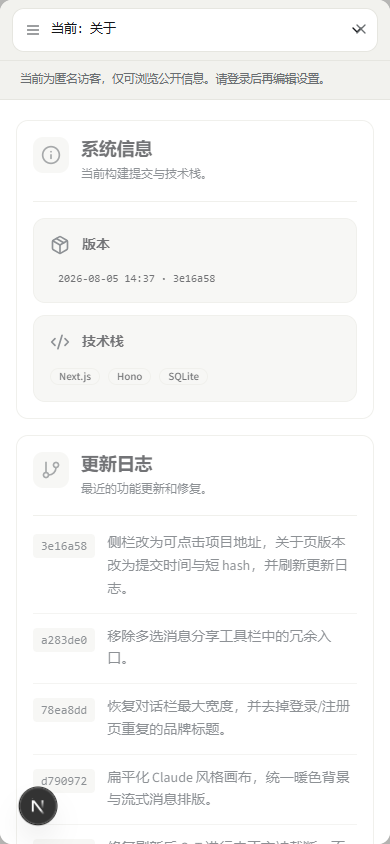 当前：关于
当前为匿名访客，仅可浏览公开信息。请登录后再编辑设置。
系统信息
当前构建提交与技术栈。
版本
2026-08-05 14:37 · 3e16a58
技术栈
Next.js Hono SQLite
更新日志
最近的功能更新和修复。
3e16a58 侧栏改为可点击项目地址，关于页版本
改为提交时间与短 hash，并刷新更新日
志。
a283de0 移除多选消息分享工具栏中的冗余入
口。
78ea8dd 恢复对话栏最大宽度，并去掉登录/注册
页重复的品牌标题。
d790972 扁平化 Claude 风格画布，统一暖色背景
与流式消息排版。
N